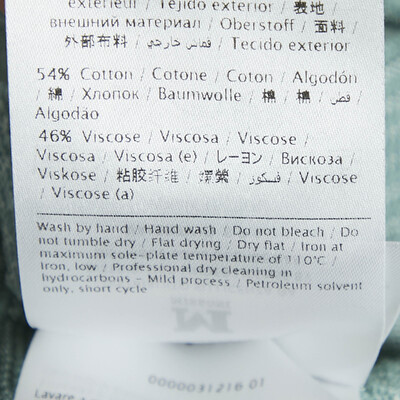 extérieur / Tejido exterior / 表地 /
внешний материал / Oberstoff / 面料 /
外部布料 / قماش خارجي / Tecido exterior
54% Cotton / Cotone / Coton / Algodón
/ 綿 / Хлопок / Baumwolle / 棉 / 棉 / قطن /
Algodão
46% Viscose / Viscosa / Viscose /
Viscosa / Viscosa (e) / レーヨン / Вискоза /
Viskose / 粘胶纤维 / فسكوز / Viscose
/ Viscose (a)
Wash by hand / Hand wash / Do not bleach / Do
not tumble dry / Flat drying / Dry flat / Iron at
maximum sole-plate temperature of 110°C /
Iron, low / Professional dry cleaning in
hydrocarbons - Mild process / Petroleum solvent
only, short cycle
0000031216 01
Lavare